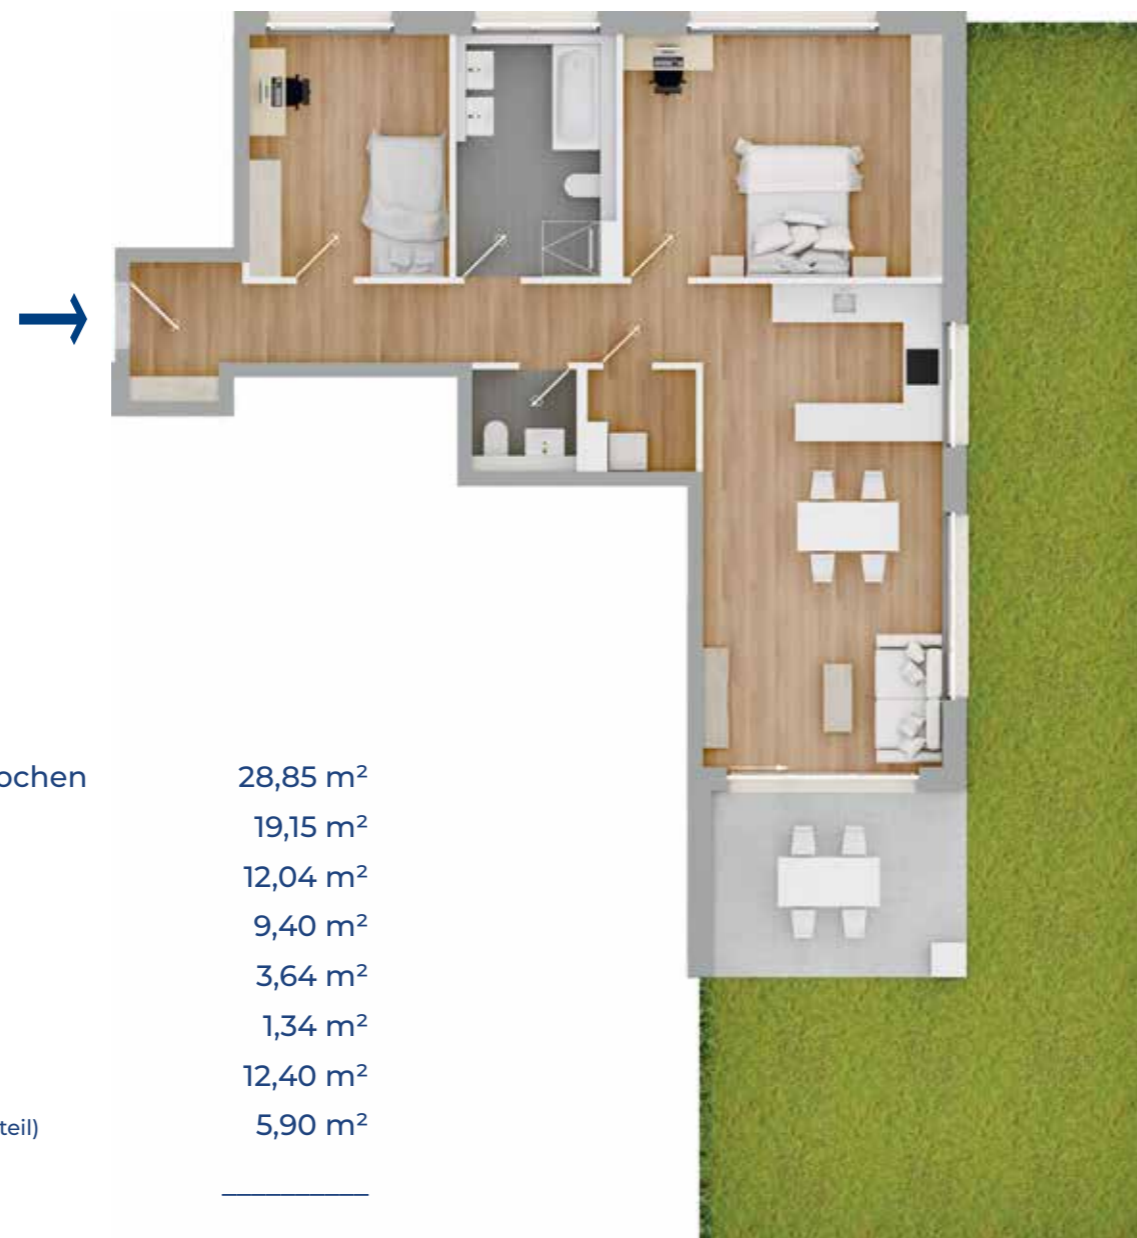 ochen 28,85 m²
19,15 m²
12,04 m²
9,40 m²
3,64 m²
1,34 m²
12,40 m²
teil) 5,90 m²